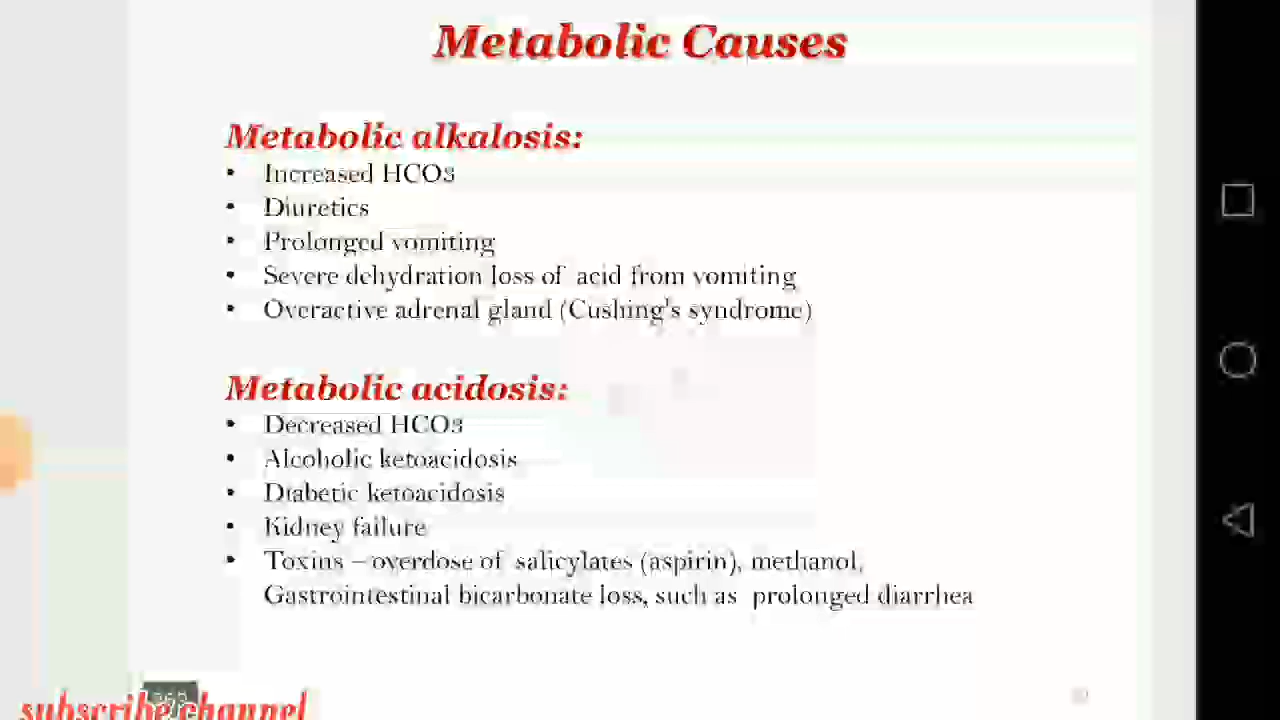 Metabolic Causes
Metabolic alkalosis:
• Increased HCO3
• Diuretics
• Prolonged vomiting
• Severe dehydration loss of acid from vomiting
• Overactive adrenal gland (Cushing's syndrome)
Metabolic acidosis:
• Decreased HCO3
• Alcoholic ketoacidosis
• Diabetic ketoacidosis
• Kidney failure
• Toxins – overdose of salicylates (aspirin), methanol,
Gastrointestinal bicarbonate loss, such as prolonged diarrhea
subscribe channel